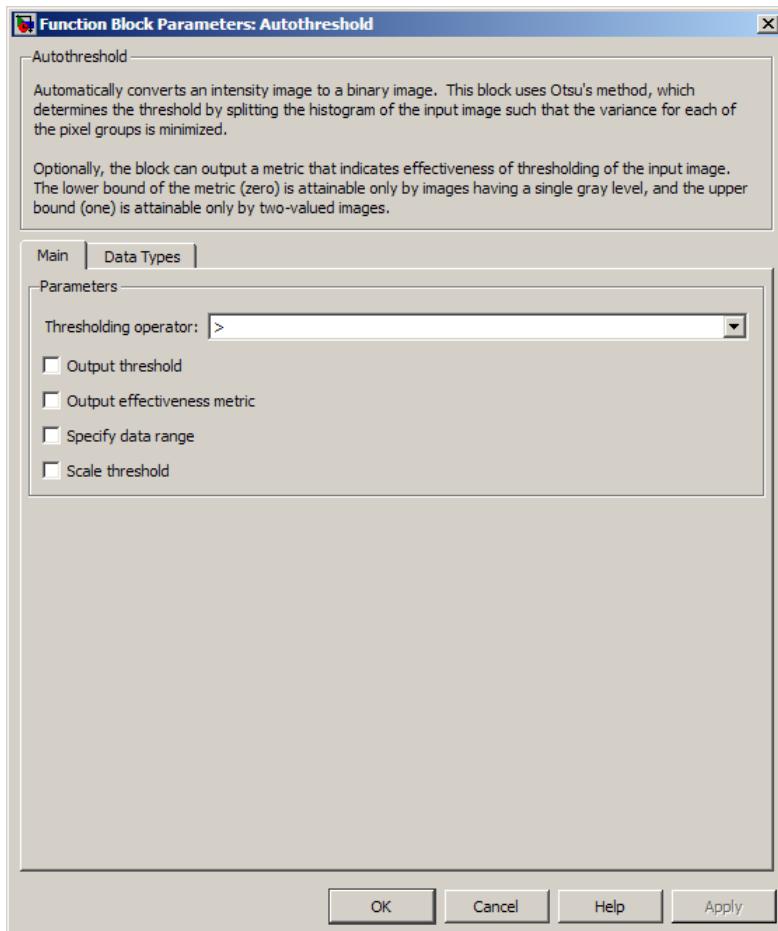 Function Block Parameters: Autothreshold
Autothreshold
Automatically converts an intensity image to a binary image. This block uses Otsu's method, which
determines the threshold by splitting the histogram of the input image such that the variance for each of
the pixel groups is minimized.
Optionally, the block can output a metric that indicates effectiveness of thresholding of the input image.
The lower bound of the metric (zero) is attainable only by images having a single gray level, and the upper
bound (one) is attainable only by two-valued images.
Main Data Types
Parameters
Thresholding operator: >
Output threshold
Output effectiveness metric
Specify data range
Scale threshold
OK Cancel Help Apply